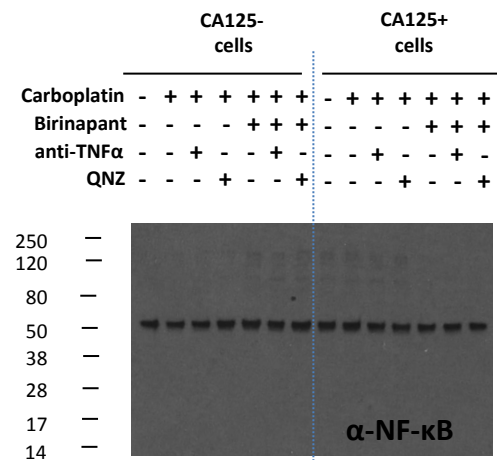 CA125- CA125+
cells cells
Carboplatin - + + + + + + - + + + + + +
Birinapant - - - - + + + - - - - + + +
anti-TNFα - - + - - + - - - + - - + -
QNZ - - - + - - + - - - + - - +
250
120
80
50
38
28
17
14
α-NF-κB